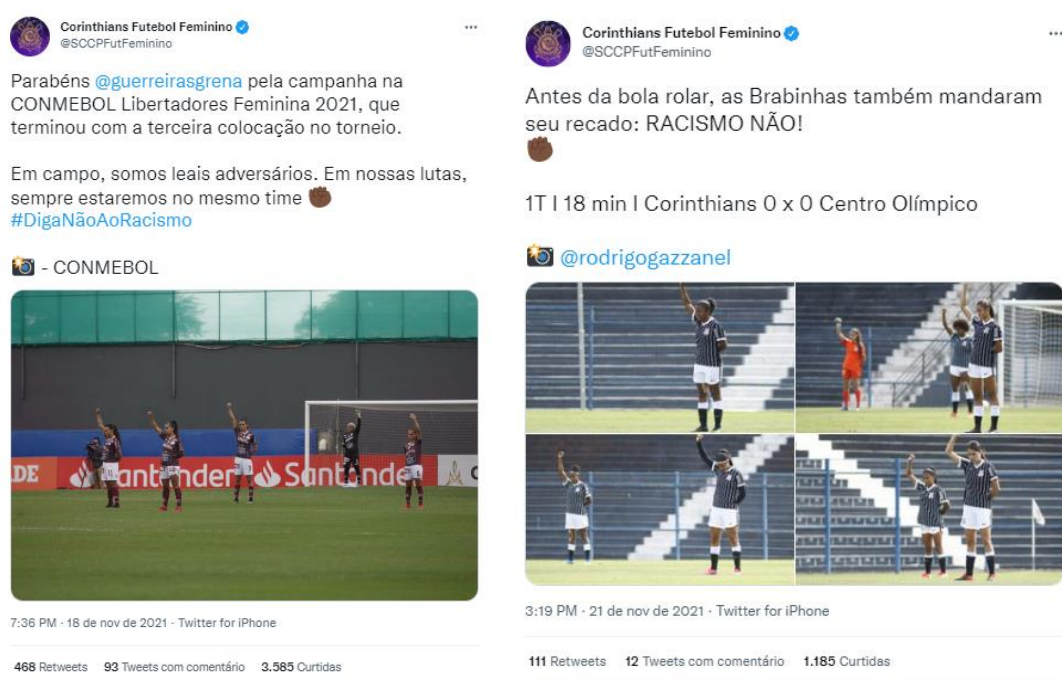 Corinthians Futebol Feminino
@SCCPFutFeminino
Parabéns @guerreirasgrena pela campanha na
CONMEBOL Libertadores Feminina 2021, que
terminou com a terceira colocação no torneio.
Em campo, somos leais adversários. Em nossas lutas,
sempre estaremos no mesmo time ✊🏾
#DigaNãoAoRacismo
📸 - CONMEBOL
DE
Santander
Santander
7:36 PM · 18 de nov de 2021 · Twitter for iPhone
468 Retweets 93 Tweets com comentário 3.585 Curtidas
Corinthians Futebol Feminino
@SCCPFutFeminino
Antes da bola rolar, as Brabinhas também mandaram
seu recado: RACISMO NÃO!
✊🏾
1T I 18 min I Corinthians 0 x 0 Centro Olímpico
📸 @rodrigogazzanel
3:19 PM · 21 de nov de 2021 · Twitter for iPhone
111 Retweets 12 Tweets com comentário 1.185 Curtidas